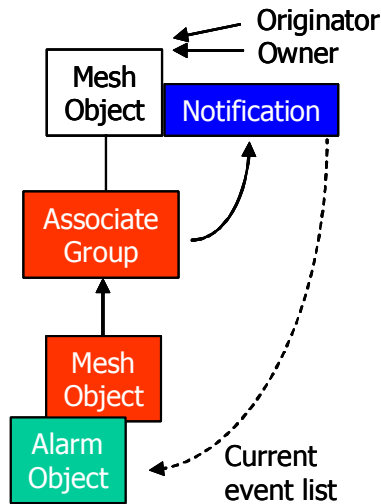 Originator
Owner
Mesh
Object
Notification
Associate
Group
Mesh
Object
Alarm
Object
Current
event list